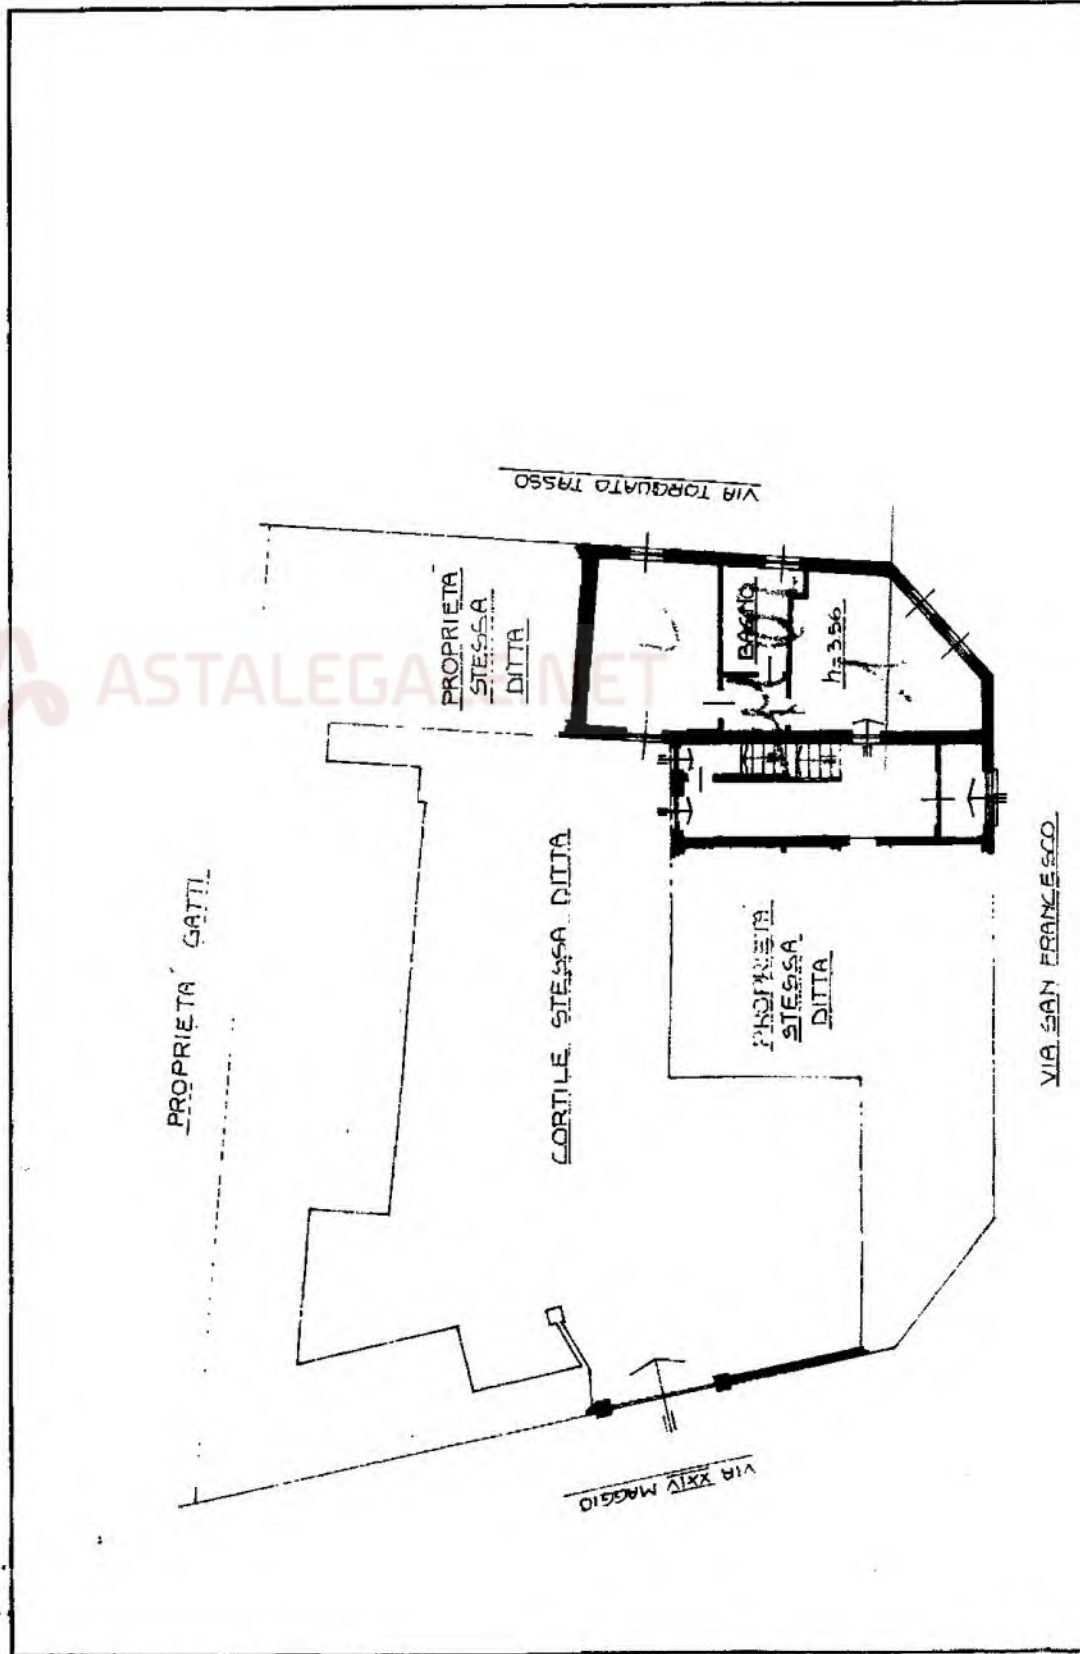 VIA TORQUATO TASSO
PROPRIETA
STESSA
DITTA
BAGNO
h=3.56
ASTALEGALE.NET
PROPRIETA' GATTI
CORTILE STESSA DITTA
PROPRIETA
STESSA
DITTA
VIA SAN FRANCESCO
VIA XXIV MAGGIO